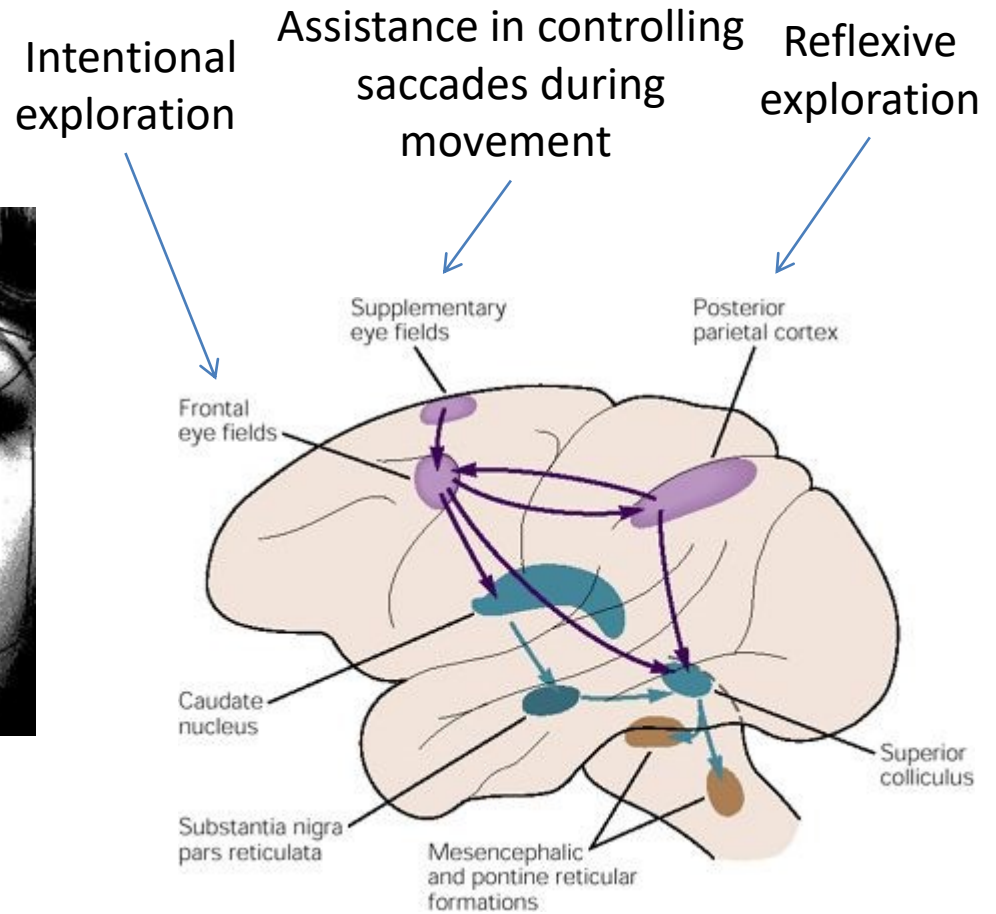 Intentional
exploration
Assistance in controlling
saccades during
movement
Reflexive
exploration
Supplementary
eye fields
Posterior
parietal cortex
Frontal
eye fields
Caudate
nucleus
Superior
colliculus
Substantia nigra
pars reticulata
Mesencephalic
and pontine reticular
formations